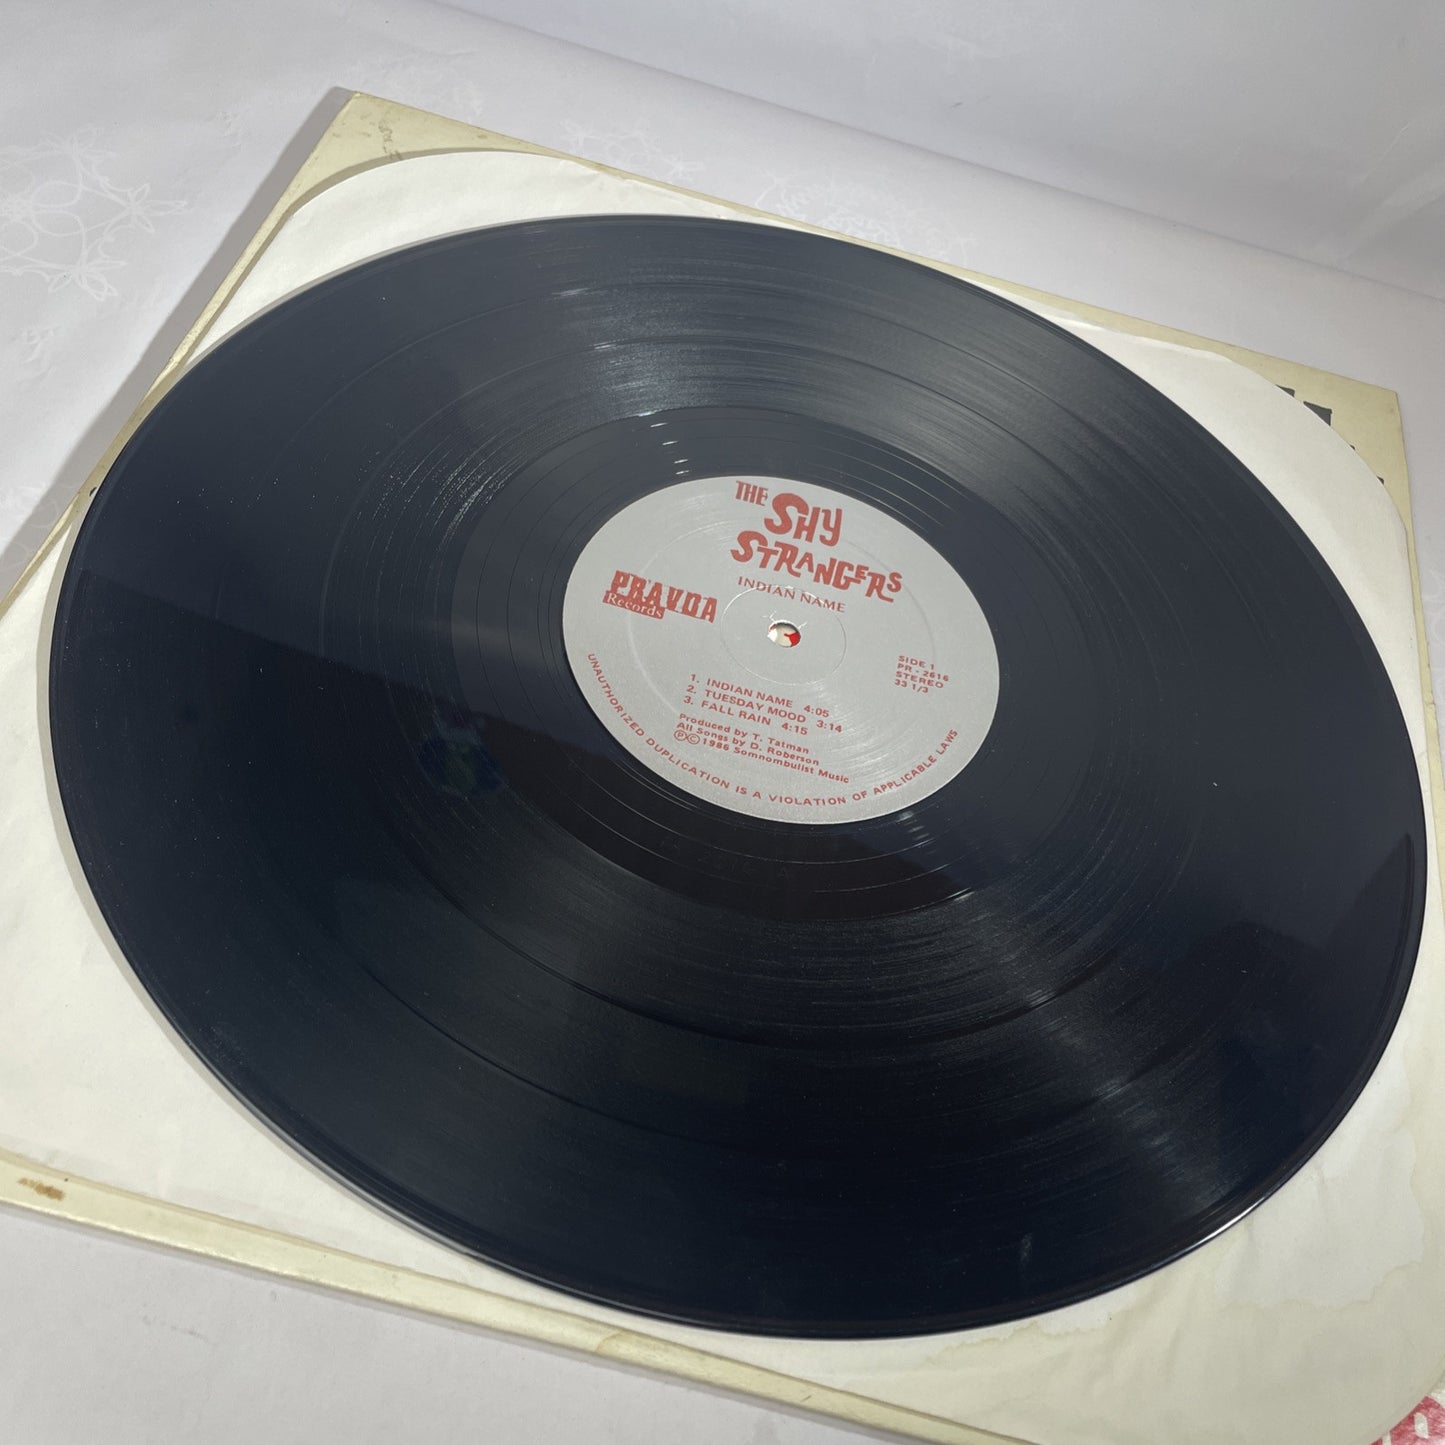 THE
SHY
STRANGERS
INDIAN NAME
PRAVDA
Records
SIDE 1
PR - 2616
STEREO
33 1/3
1. INDIAN NAME 4:05
2. TUESDAY MOOD 3:14
3. FALL RAIN 4:15
Produced by T. Tatman
All Songs by D. Roberson
Ⓟ©1986 Somnombulist Music
UNAUTHORIZED DUPLICATION IS A VIOLATION OF APPLICABLE LAWS